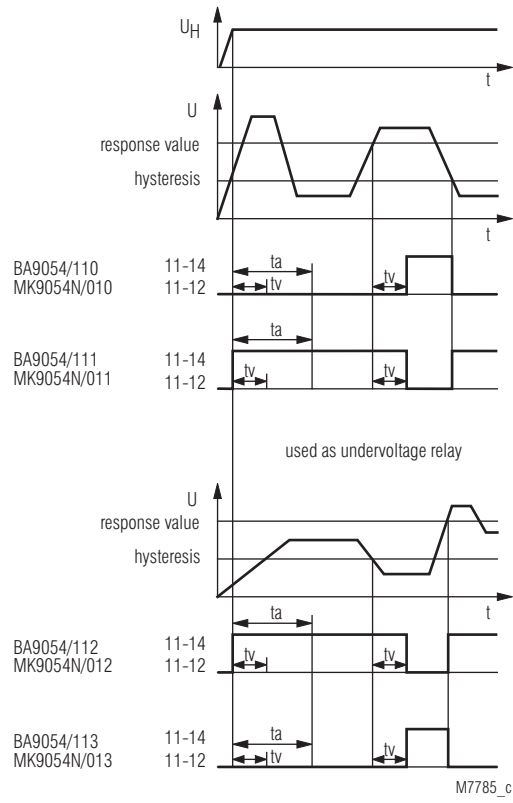 UH
t
U
response value
hysteresis
t
BA9054/110 11-14 ta
MK9054N/010 11-12 tv tv
ta
BA9054/111 11-14
MK9054N/011 11-12 tv tv
used as undervoltage relay
U
response value
hysteresis
t
ta
BA9054/112 11-14
MK9054N/012 11-12 tv tv
BA9054/113 11-14 ta
MK9054N/013 11-12 tv tv
M7785_c